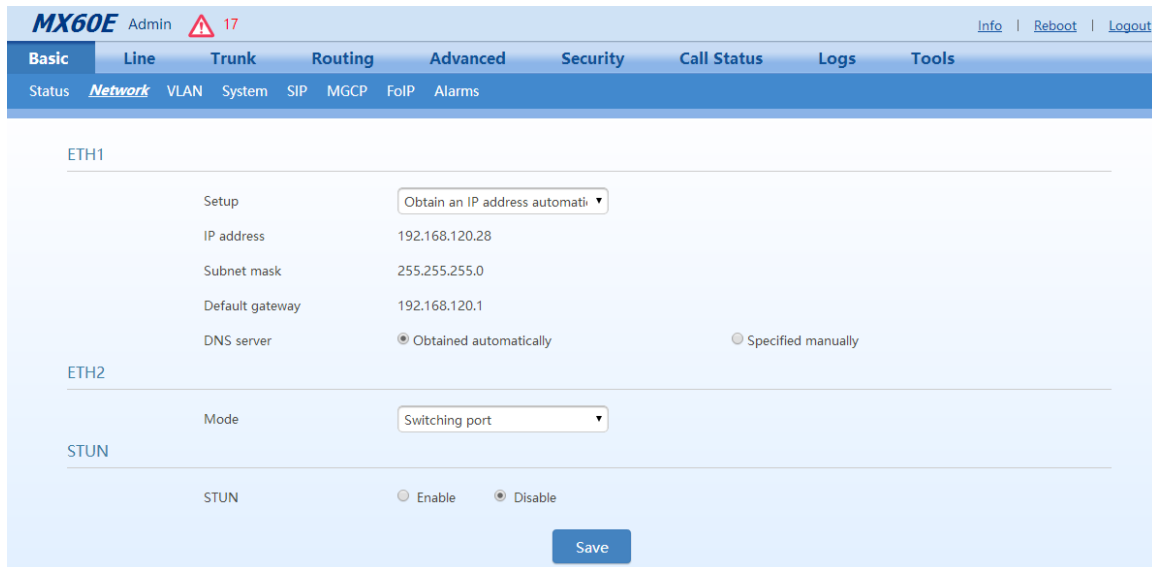 MX60E Admin 17 Info | Reboot | Logout
Basic Line Trunk Routing Advanced Security Call Status Logs Tools
Status Network VLAN System SIP MGCP FoIP Alarms
ETH1
Setup Obtain an IP address automati
IP address 192.168.120.28
Subnet mask 255.255.255.0
Default gateway 192.168.120.1
DNS server Obtained automatically Specified manually
ETH2
Mode Switching port
STUN
STUN Enable Disable
Save